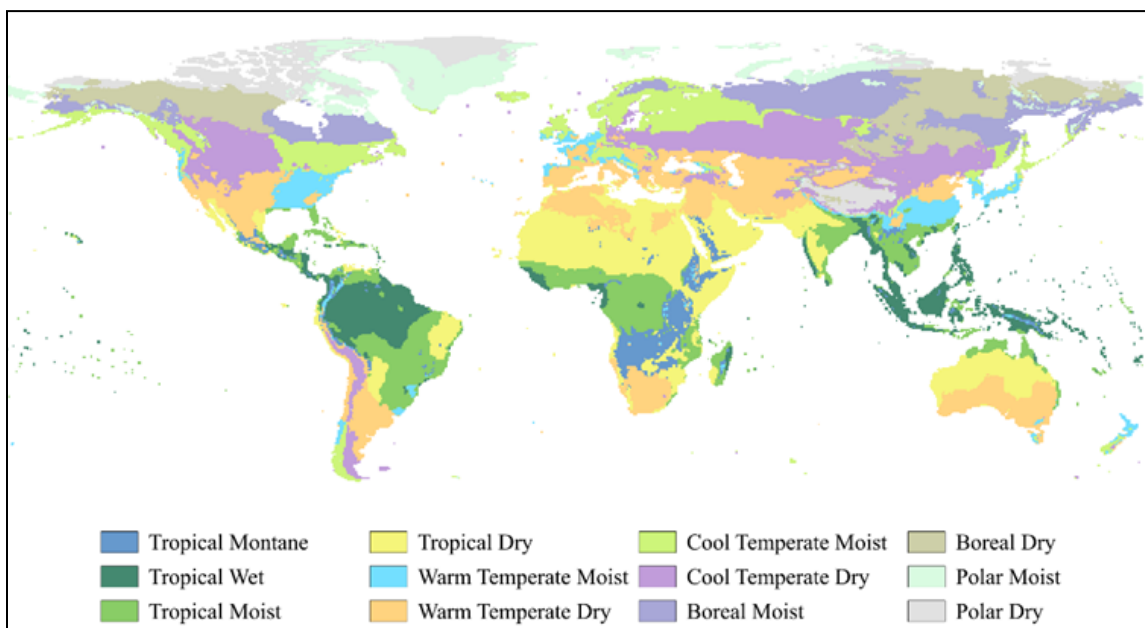 Tropical Montane
Tropical Dry
Cool Temperate Moist
Boreal Dry
Tropical Wet
Warm Temperate Moist
Cool Temperate Dry
Polar Moist
Tropical Moist
Warm Temperate Dry
Boreal Moist
Polar Dry